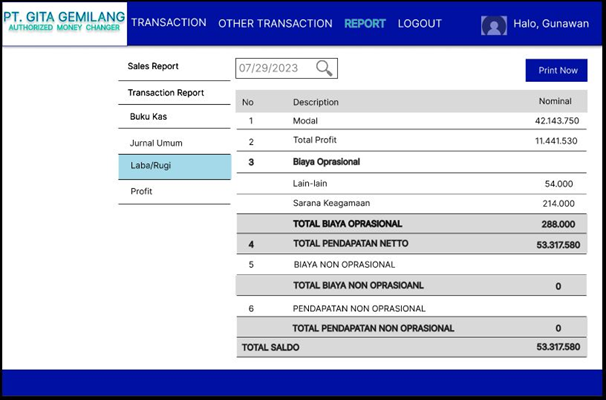 PT. GITA GEMILANG
AUTHORIZED MONEY CHANGER
TRANSACTION OTHER TRANSACTION REPORT LOGOUT
Halo, Gunawan
Sales Report
Transaction Report
Buku Kas
Jurnal Umum
Laba/Rugi
Profit
07/29/2023
Print Now
No Description Nominal
1 Modal 42.143.750
2 Total Profit 11.441.530
3 Biaya Oprasional
Lain-lain 54.000
Sarana Keagamaan 214.000
TOTAL BIAYA OPRASIONAL 288.000
4 TOTAL PENDAPATAN NETTO 53.317.580
5 BIAYA NON OPRASIONAL
TOTAL BIAYA NON OPRASIOANL 0
6 PENDAPATAN NON OPRASIONAL
TOTAL PENDAPATAN NON OPRASIONAL 0
TOTAL SALDO 53.317.580